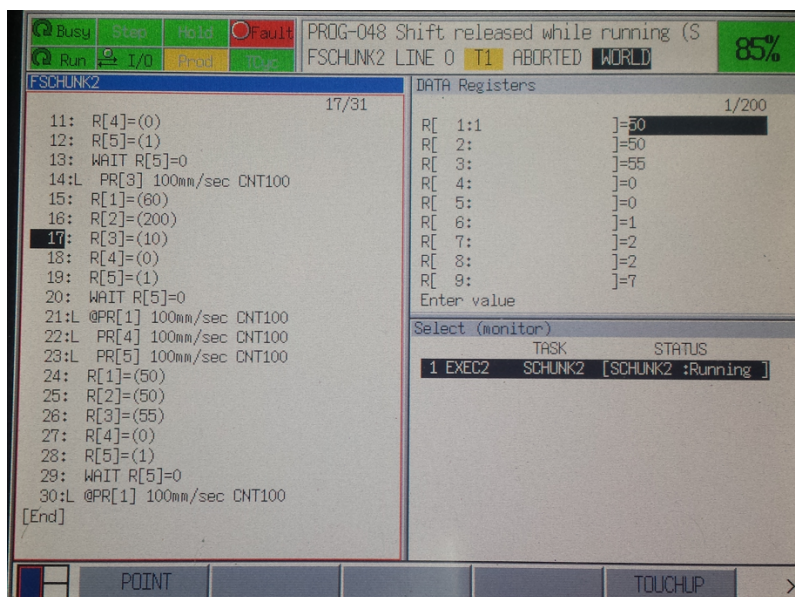 Busy Step Hold Fault
Run I/O Prod TCyc
PROG-048 Shift released while running (S
FSCHUNK2 LINE 0 T1 ABORTED WORLD
85%
FSCHUNK2
17/31
11: R[4]=(0)
12: R[5]=(1)
13: WAIT R[5]=0
14:L PR[3] 100mm/sec CNT100
15: R[1]=(60)
16: R[2]=(200)
17: R[3]=(10)
18: R[4]=(0)
19: R[5]=(1)
20: WAIT R[5]=0
21:L @PR[1] 100mm/sec CNT100
22:L PR[4] 100mm/sec CNT100
23:L PR[5] 100mm/sec CNT100
24: R[1]=(50)
25: R[2]=(50)
26: R[3]=(55)
27: R[4]=(0)
28: R[5]=(1)
29: WAIT R[5]=0
30:L @PR[1] 100mm/sec CNT100
[End]
DATA Registers
1/200
R[ 1:1 ]=50
R[ 2: ]=50
R[ 3: ]=55
R[ 4: ]=0
R[ 5: ]=0
R[ 6: ]=1
R[ 7: ]=2
R[ 8: ]=2
R[ 9: ]=7
Enter value
Select (monitor)
TASK STATUS
1 EXEC2 SCHUNK2 [SCHUNK2 :Running ]
POINT
TOUCHUP >